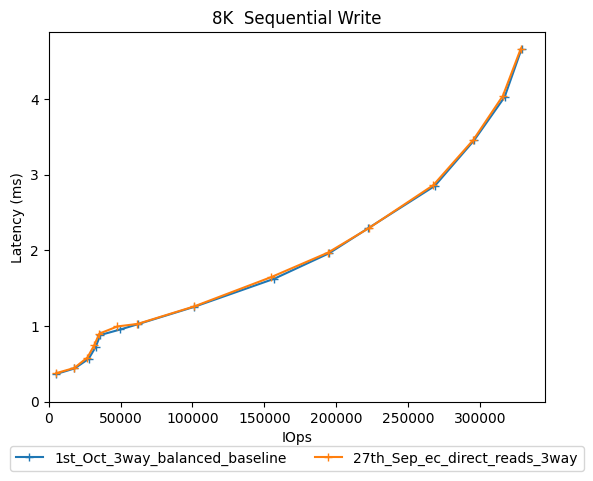 8K  Sequential Write
Latency (ms)
4
3
2
1
0
0 50000 100000 150000 200000 250000 300000
IOps
1st_Oct_3way_balanced_baseline 27th_Sep_ec_direct_reads_3way